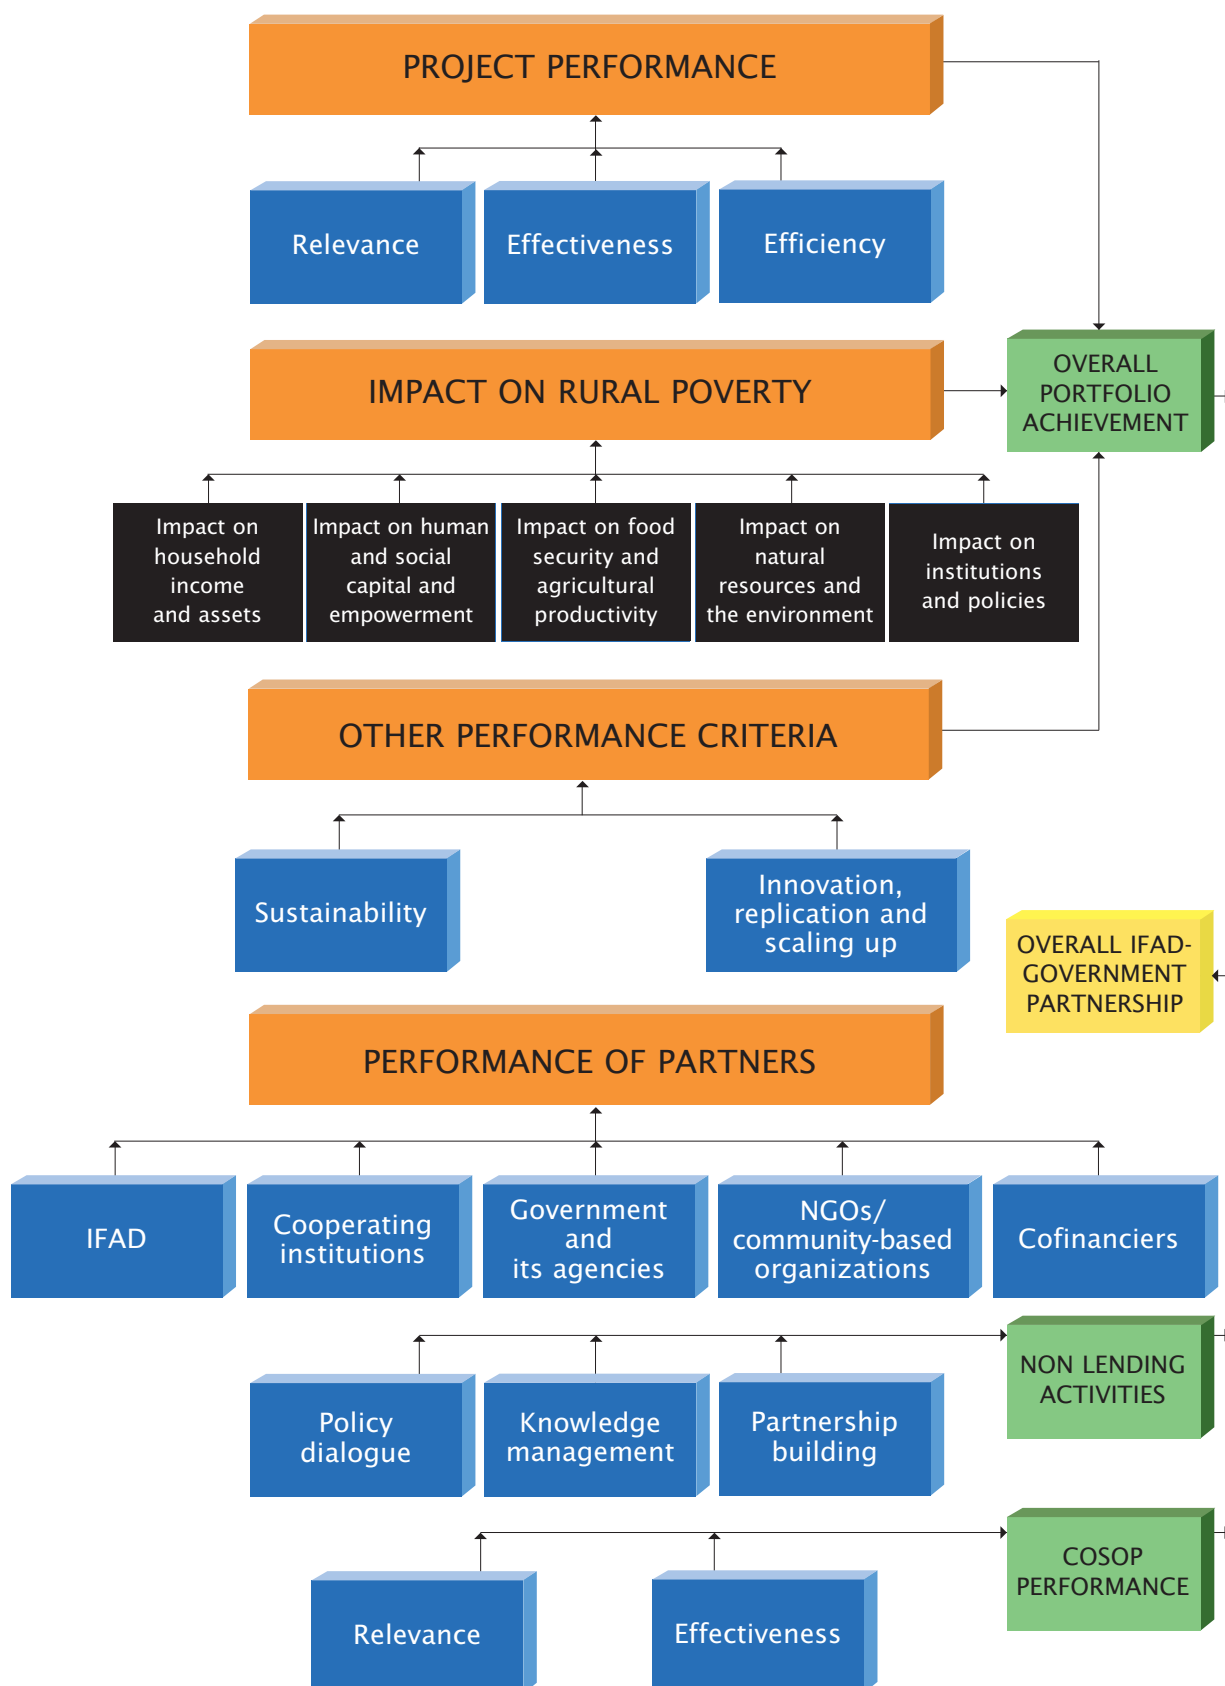 PROJECT PERFORMANCE
Relevance
Effectiveness
Efficiency
IMPACT ON RURAL POVERTY
OVERALL
PORTFOLIO
ACHIEVEMENT
Impact on
household
income
and assets
Impact on human
and social
capital and
empowerment
Impact on food
security and
agricultural
productivity
Impact on
natural
resources and
the environment
Impact on
institutions
and policies
OTHER PERFORMANCE CRITERIA
Sustainability
Innovation,
replication and
scaling up
OVERALL IFAD-
GOVERNMENT
PARTNERSHIP
PERFORMANCE OF PARTNERS
IFAD
Cooperating
institutions
Government
and
its agencies
NGOs/
community-based
organizations
Cofinanciers
NON LENDING
ACTIVITIES
Policy
dialogue
Knowledge
management
Partnership
building
COSOP
PERFORMANCE
Relevance
Effectiveness